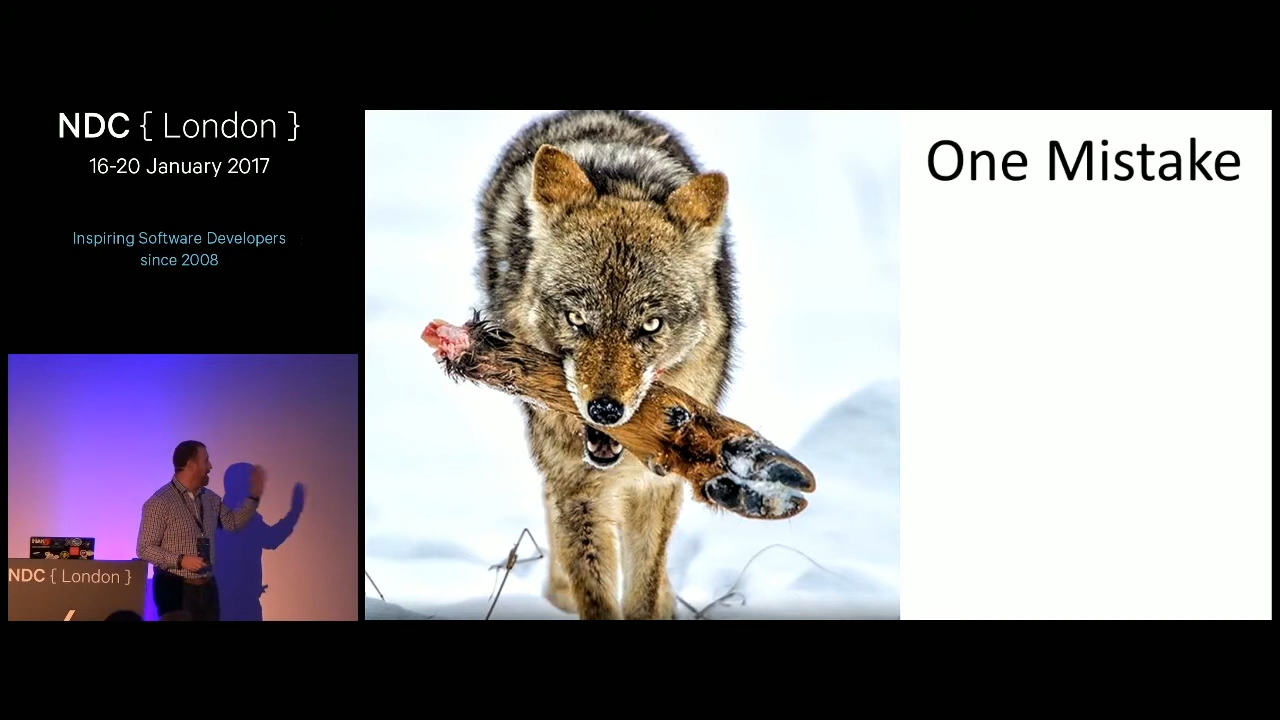 NDC { London }
16-20 January 2017
Inspiring Software Developers
since 2008
One Mistake
NDC { London }